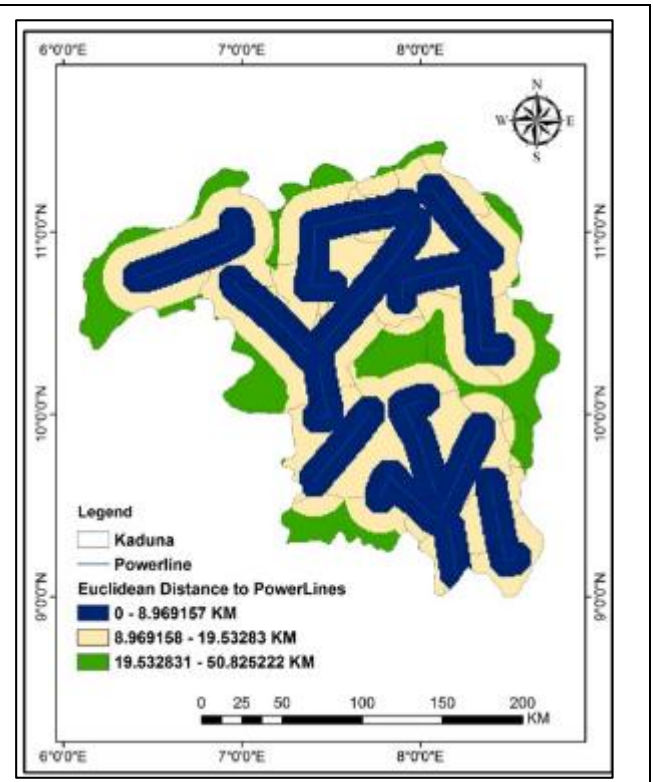 6°0'0"E 7°0'0"E 8°0'0"E
N
W E
S
11°0'0"N 11°0'0"N
10°0'0"N 10°0'0"N
9°0'0"N 9°0'0"N
Legend
Kaduna
Powerline
Euclidean Distance to PowerLines
0 - 8.969157 KM
8.969158 - 19.53283 KM
19.532831 - 50.825222 KM
0 25 50 100 150 200
KM
6°0'0"E 7°0'0"E 8°0'0"E